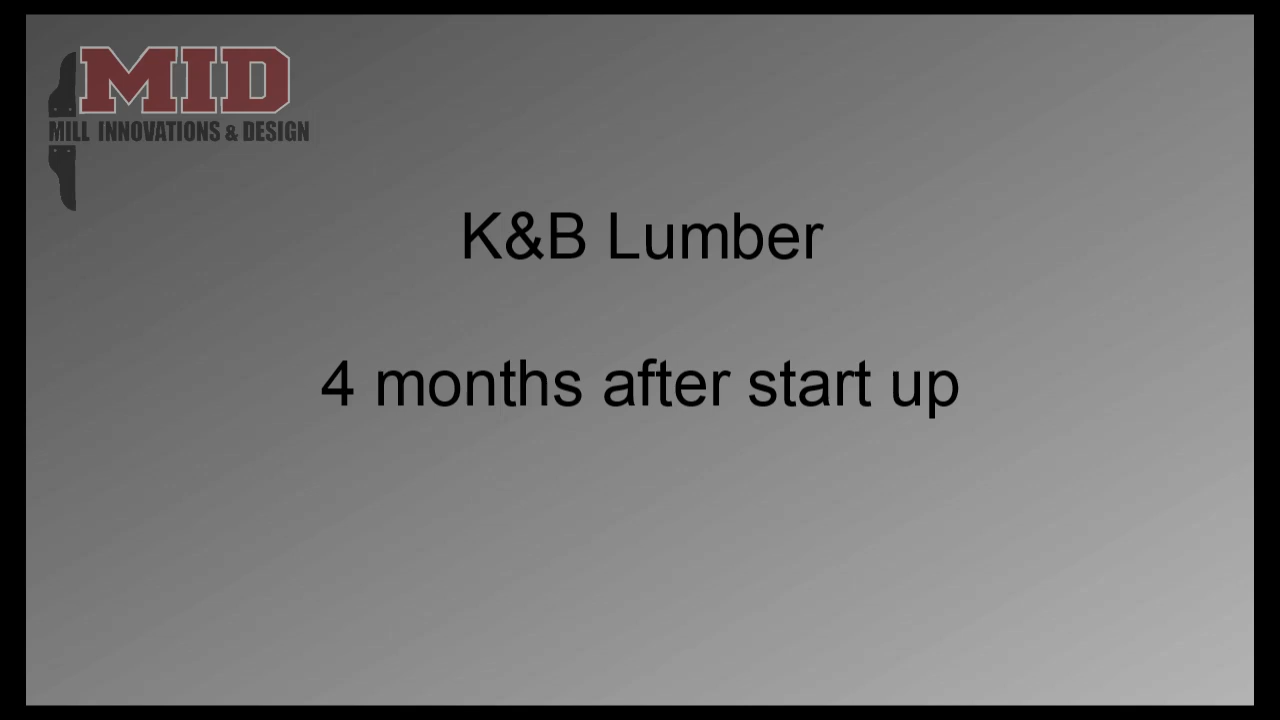 MID
MILL INNOVATIONS & DESIGN
K&B Lumber
4 months after start up